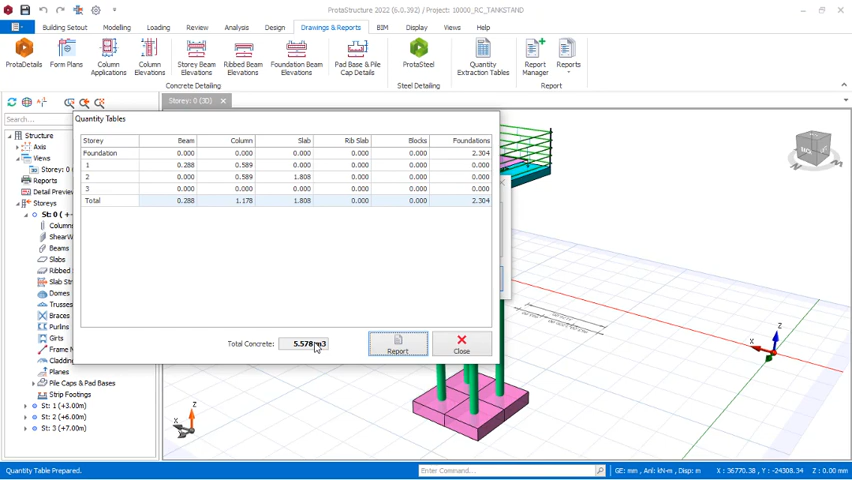 ProtaStructure 2022 (6.0.392) / Project: 10000_RC_TANKSTAND
Building Setout Modelling Loading Review Analysis Design Drawings & Reports BIM Display Views Help
ProtaDetails
Form Plans
Column Applications
Column Elevations
Storey Beam Elevations
Ribbed Beam Elevations
Foundation Beam Elevations
Pad Base & Pile Cap Details
ProtaSteel
Quantity Extraction Tables
Report Manager
Reports
Concrete Detailing
Steel Detailing
Report
Storey: 0 (3D)
Search...
Structure
Axis
Views
Storey: 0
Reports
Detail Preview
Storeys
St: 0 ( +
Column
ShearW
Beams
Slabs
Ribbed
Slab Str
Domes
Trusses
Braces
Purlins
Girts
Frame M
Cladding
Planes
Pile Caps & Pad Bases
Strip Footings
St: 1 (+3.00m)
St: 2 (+6.00m)
St: 3 (+7.00m)
Quantity Tables
Storey Beam Column Slab Rib Slab Blocks Foundations
Foundation 0.000 0.000 0.000 0.000 0.000 2.304
1 0.288 0.589 0.000 0.000 0.000 0.000
2 0.000 0.589 1.808 0.000 0.000 0.000
3 0.000 0.000 0.000 0.000 0.000 0.000
Total 0.288 1.178 1.808 0.000 0.000 2.304
Total Concrete: 5.578 m3
Report
Close
X
Z
Z
X
Quantity Table Prepared.
Enter Command...
GE: mm, Anl: kN-m , Disp: m
X : 36770.38 , Y : -24308.34